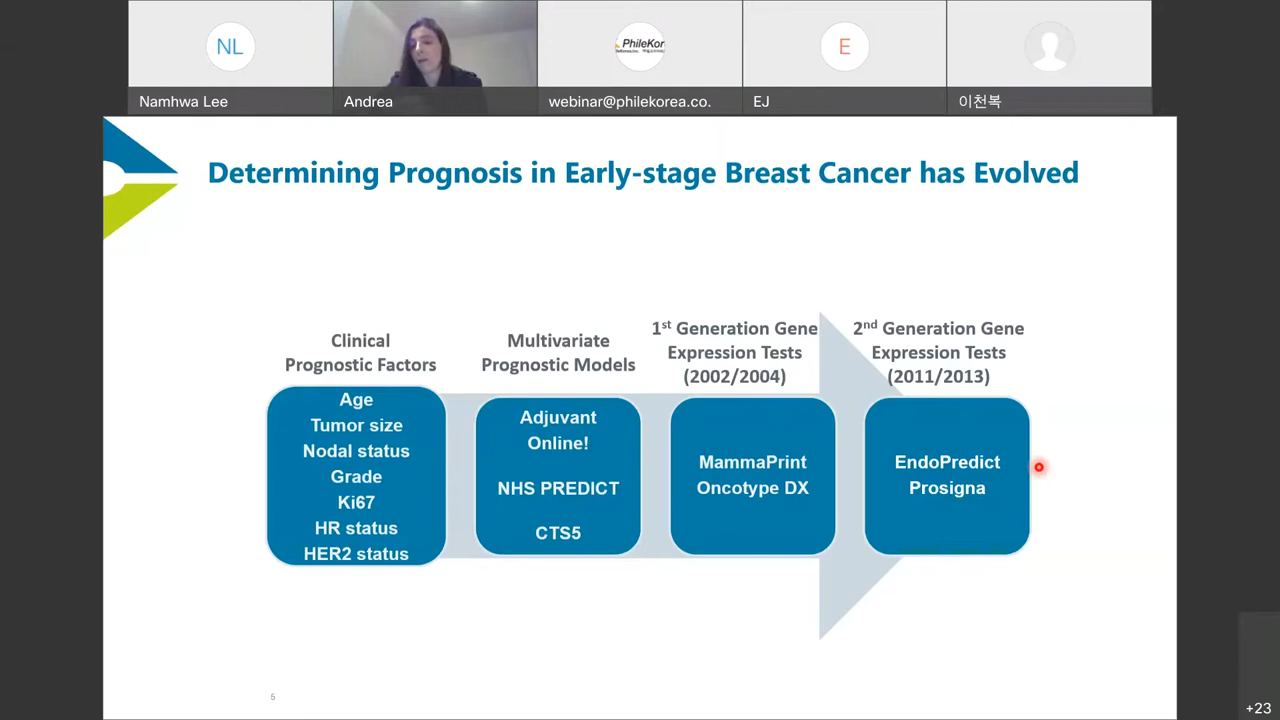 NL
PhileKor
E
Namhwa Lee
Andrea
webinar@philekorea.co.
EJ
이천복
Determining Prognosis in Early-stage Breast Cancer has Evolved
Clinical
Prognostic Factors
Age
Tumor size
Nodal status
Grade
Ki67
HR status
HER2 status
Multivariate
Prognostic Models
Adjuvant
Online!
NHS PREDICT
CTS5
1st Generation Gene
Expression Tests
(2002/2004)
MammaPrint
Oncotype DX
2nd Generation Gene
Expression Tests
(2011/2013)
EndoPredict
Prosigna
5
+23